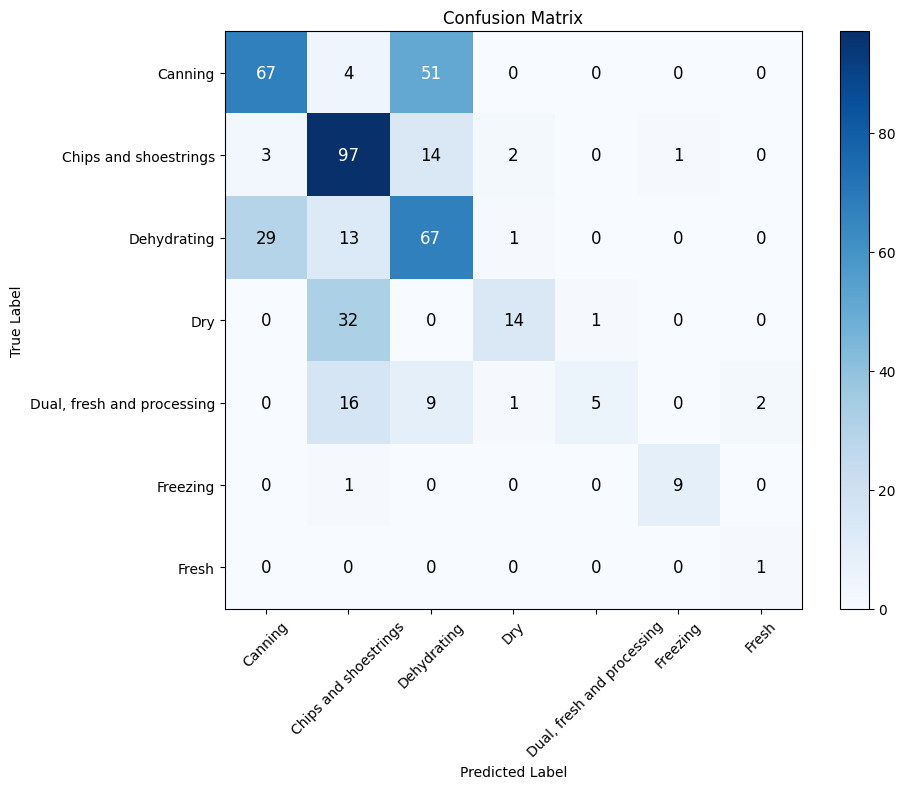 Confusion Matrix
Canning 67 4 51 0 0 0 0
Chips and shoestrings 3 97 14 2 0 1 0
Dehydrating 29 13 67 1 0 0 0
Dry 0 32 0 14 1 0 0
Dual, fresh and processing 0 16 9 1 5 0 2
Freezing 0 1 0 0 0 9 0
Fresh 0 0 0 0 0 0 1
True Label
Canning
Chips and shoestrings
Dehydrating
Dry
Dual, fresh and processing
Freezing
Fresh
Predicted Label
80
60
40
20
0